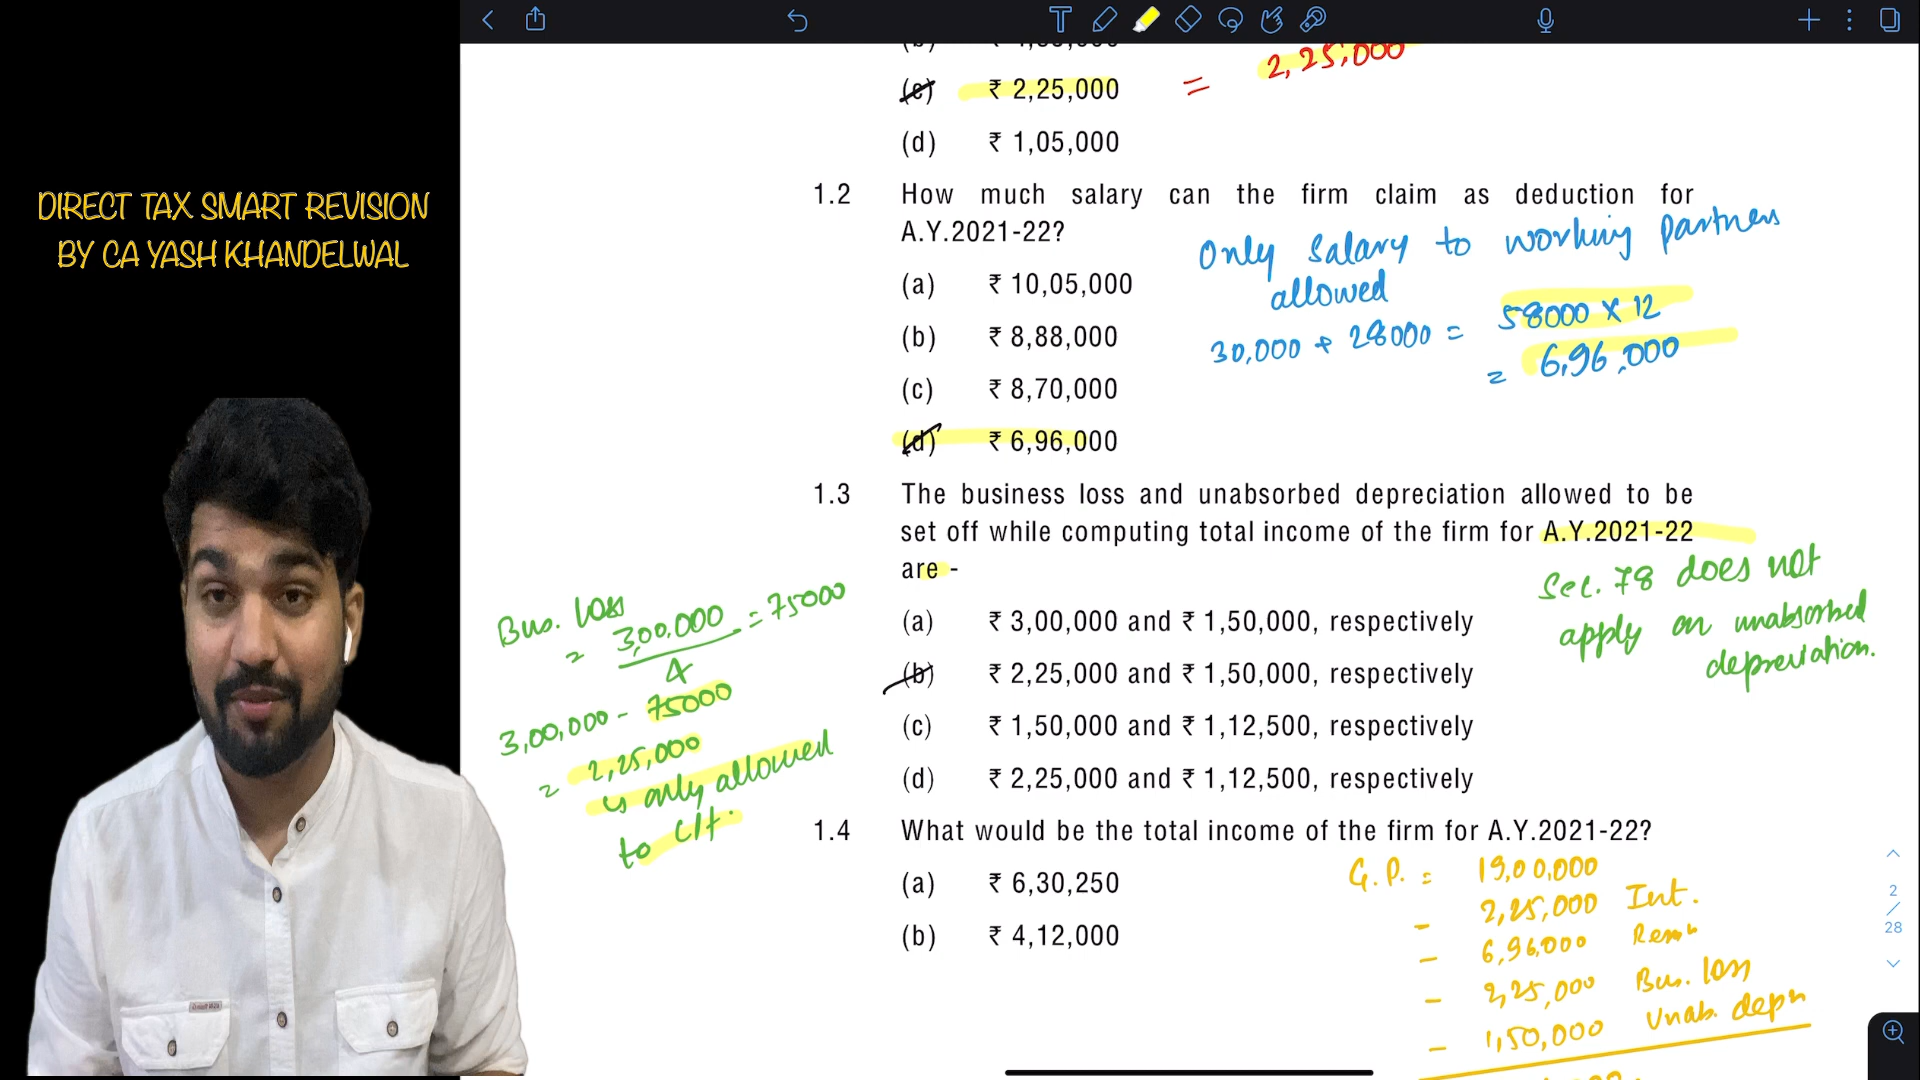 DIRECT TAX SMART REVISION
BY CA YASH KHANDELWAL
(c) ₹ 2,25,000
= 2,25,000
(d) ₹ 1,05,000
1.2 How much salary can the firm claim as deduction for
A.Y.2021-22?
Only Salary to working partners
allowed
(a) ₹ 10,05,000
30,000 + 28000 = 58000 X 12
= 6,96,000
(b) ₹ 8,88,000
(c) ₹ 8,70,000
(d) ₹ 6,96,000
1.3 The business loss and unabsorbed depreciation allowed to be
set off while computing total income of the firm for A.Y.2021-22
are -
Sec. 78 does not
apply on unabsorbed
depreciation.
Bus. loss
= 3,00,000 = 75000
4
3,00,000 - 75000
= 2,25,000
is only allowed
to c/f.
(a) ₹ 3,00,000 and ₹ 1,50,000, respectively
(b) ₹ 2,25,000 and ₹ 1,50,000, respectively
(c) ₹ 1,50,000 and ₹ 1,12,500, respectively
(d) ₹ 2,25,000 and ₹ 1,12,500, respectively
1.4 What would be the total income of the firm for A.Y.2021-22?
(a) ₹ 6,30,250
(b) ₹ 4,12,000
G.P. = 19,00,000
- 2,25,000 Int.
- 6,96,000
- 2,25,000 Bus. loss
- 1,50,000 Unab. depn
2
/
28